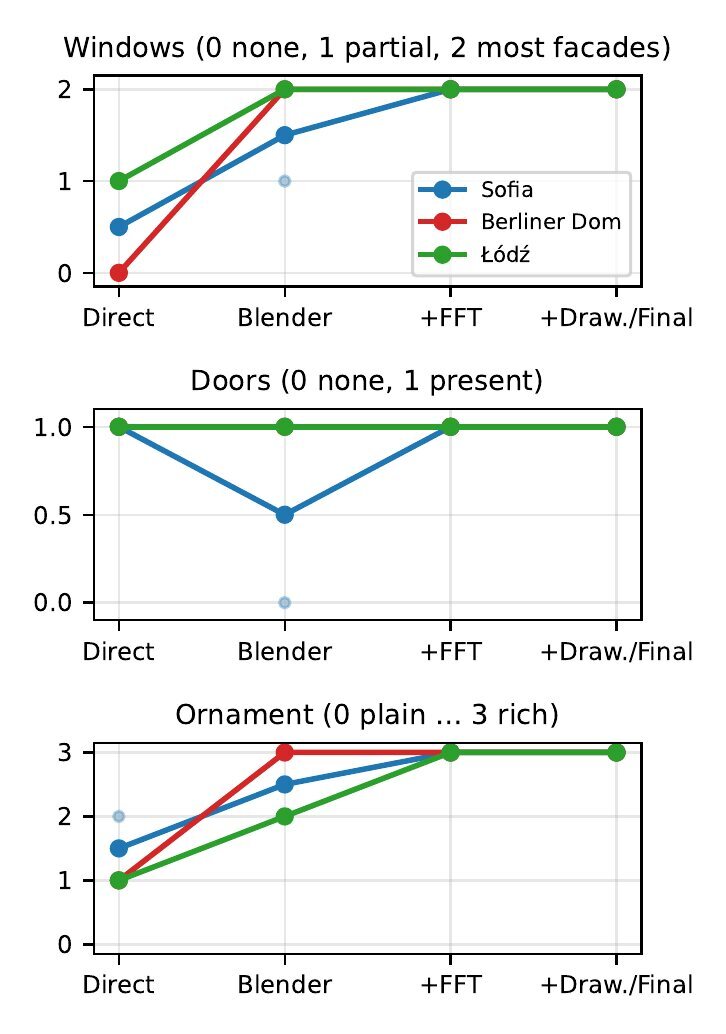 Windows (0 none, 1 partial, 2 most facades)
2
1
0
Sofia
Berliner Dom
Łódź
Direct Blender +FFT +Draw./Final
Doors (0 none, 1 present)
1.0
0.5
0.0
Direct Blender +FFT +Draw./Final
Ornament (0 plain ... 3 rich)
3
2
1
0
Direct Blender +FFT +Draw./Final